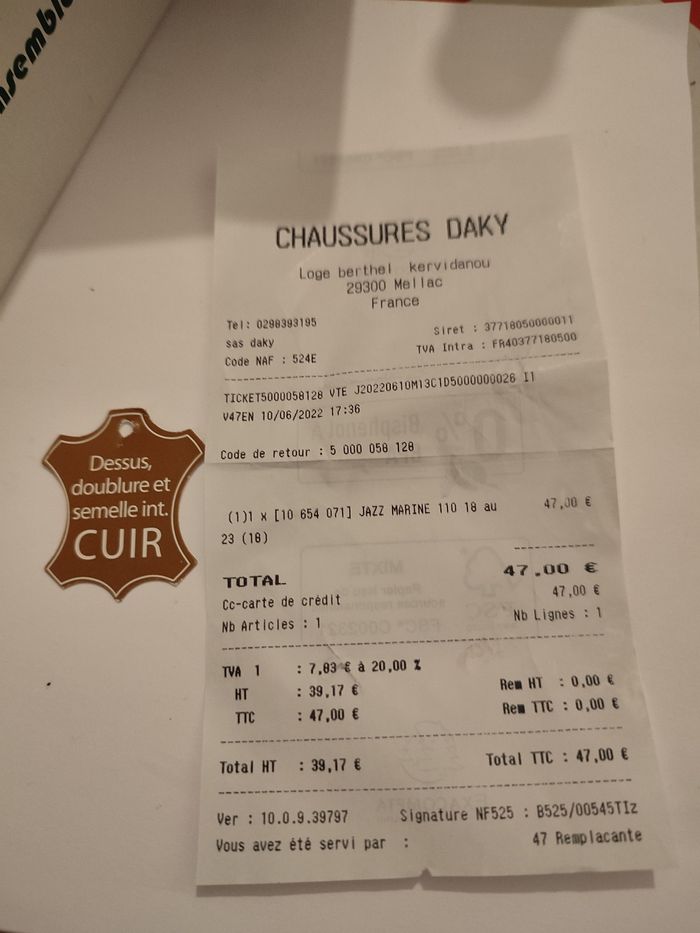 CHAUSSURES DAKY
Loge berthel kervidanou
29300 Mellac
France
Tel: 0298393195
Siret : 37718050000011
sas daky
TVA Intra : FR40377180500
Code NAF : 524E
TICKET5000058128 VTE J20220610M13C1D5000000026 I1
V47EN 10/06/2022 17:36
Code de retour : 5 000 058 128
(1)1 x [10 654 071] JAZZ MARINE 110 18 au 47,00 €
23 (18)
TOTAL 47.00 €
Cc-carte de crédit 47,00 €
Nb Articles : 1 Nb Lignes : 1
TVA 1 : 7,83 € à 20,00 %
HT : 39,17 € Rem HT : 0,00 €
TTC : 47,00 € Rem TTC : 0,00 €
Total HT : 39,17 € Total TTC : 47,00 €
Ver : 10.0.9.39797 Signature NF525 : B525/00545TIz
Vous avez été servi par : 47 Remplacante
Dessus,
doublure et
semelle int.
CUIR